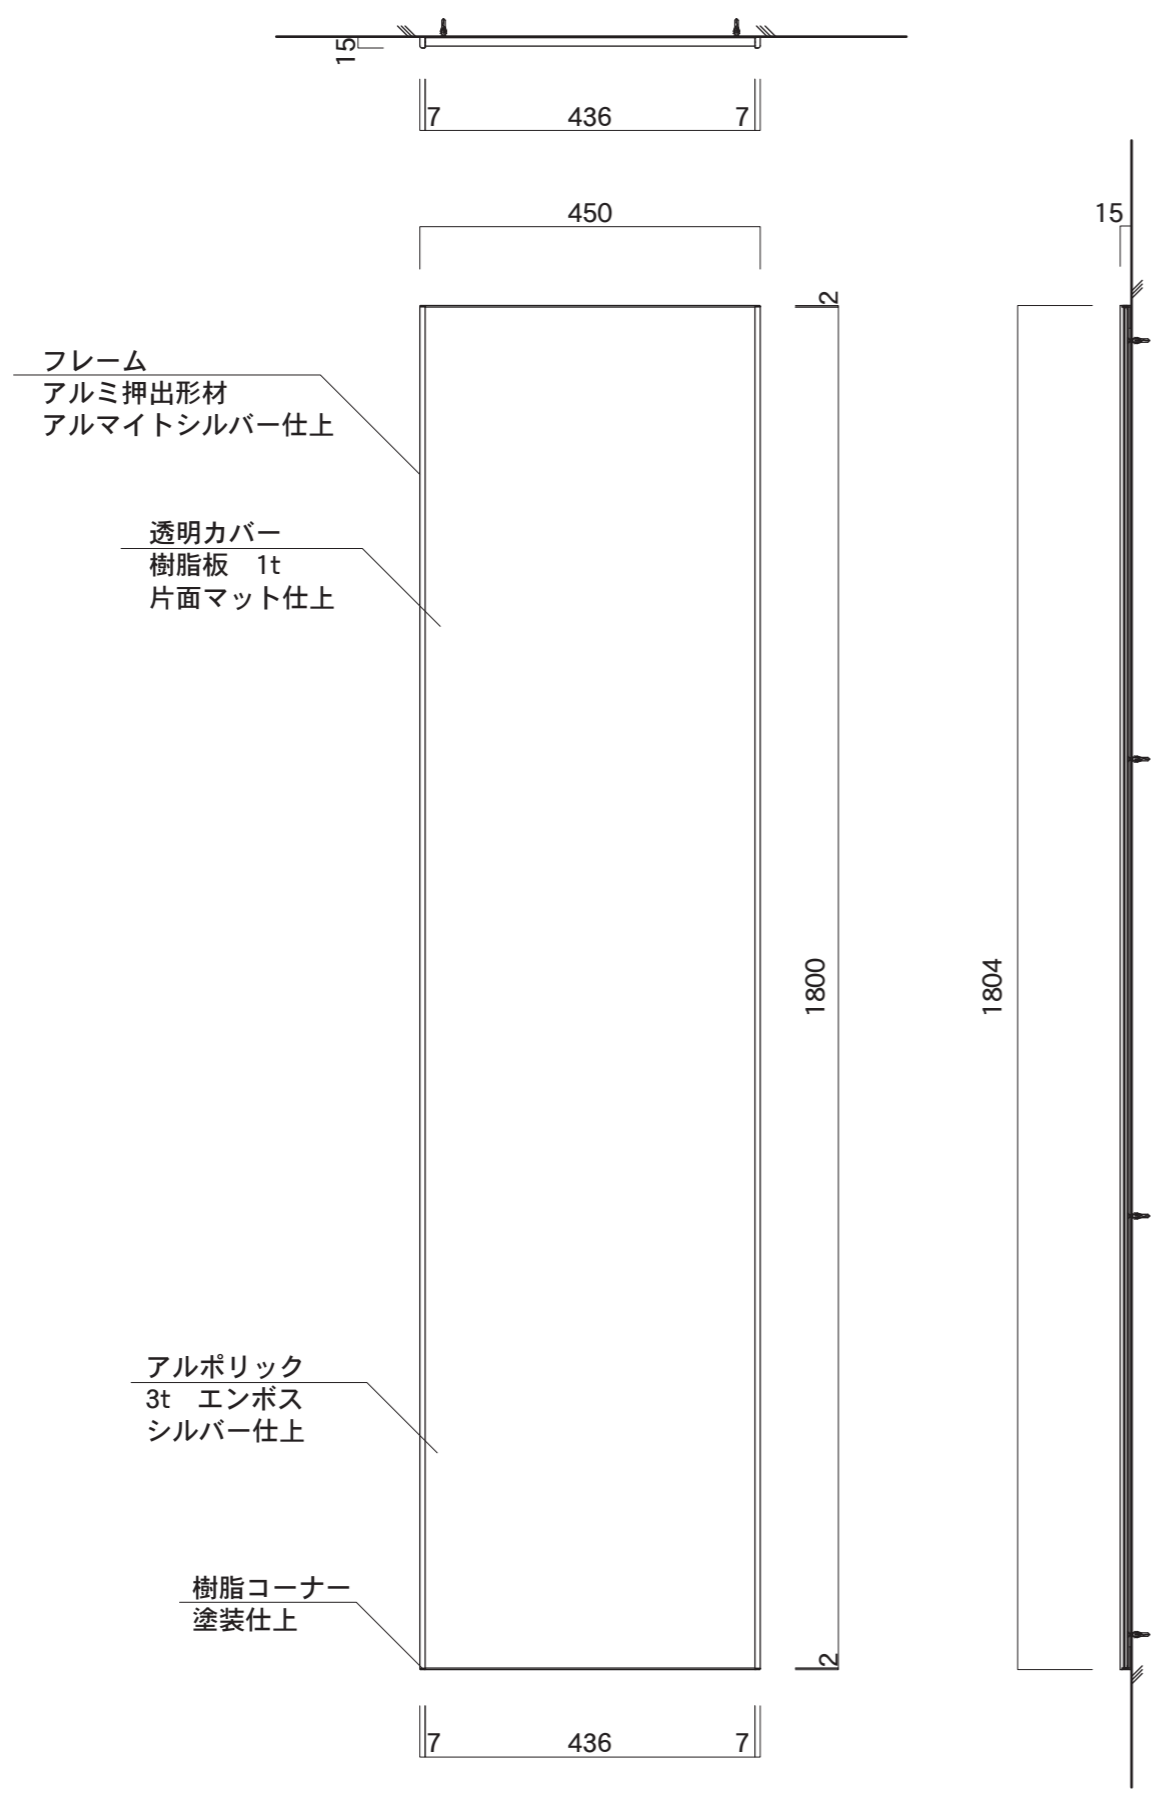 15
7 436 7
450
15
2
フレーム
アルミ押出形材
アルマイトシルバー仕上
透明カバー
樹脂板　1t
片面マット仕上
1800
1804
アルポリック
3t　エンボス
シルバー仕上
樹脂コーナー
塗装仕上
2
7 436 7